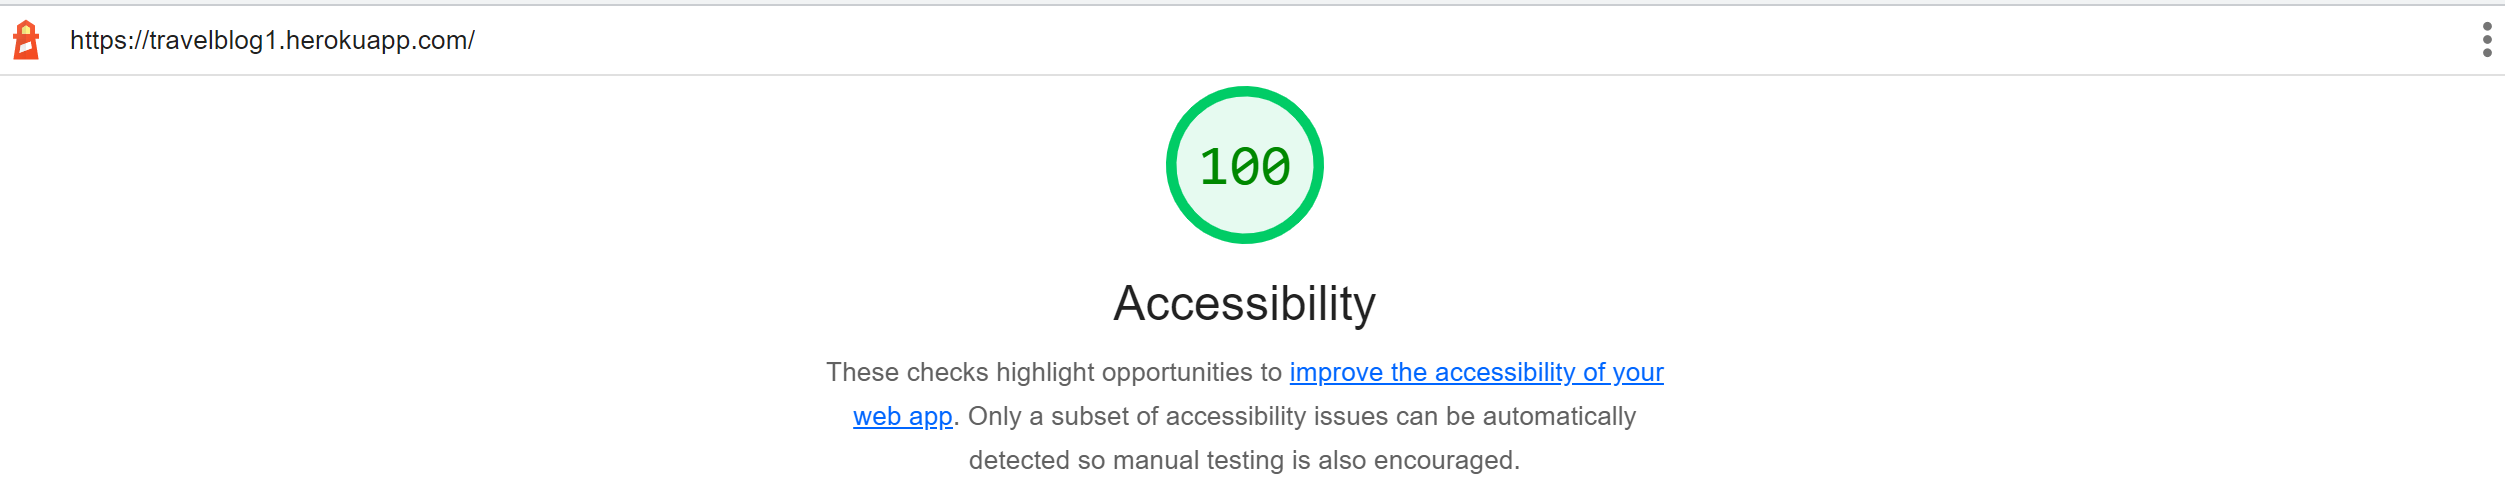 https://travelblog1.herokuapp.com/
100
Accessibility
These checks highlight opportunities to improve the accessibility of your
web app. Only a subset of accessibility issues can be automatically
detected so manual testing is also encouraged.